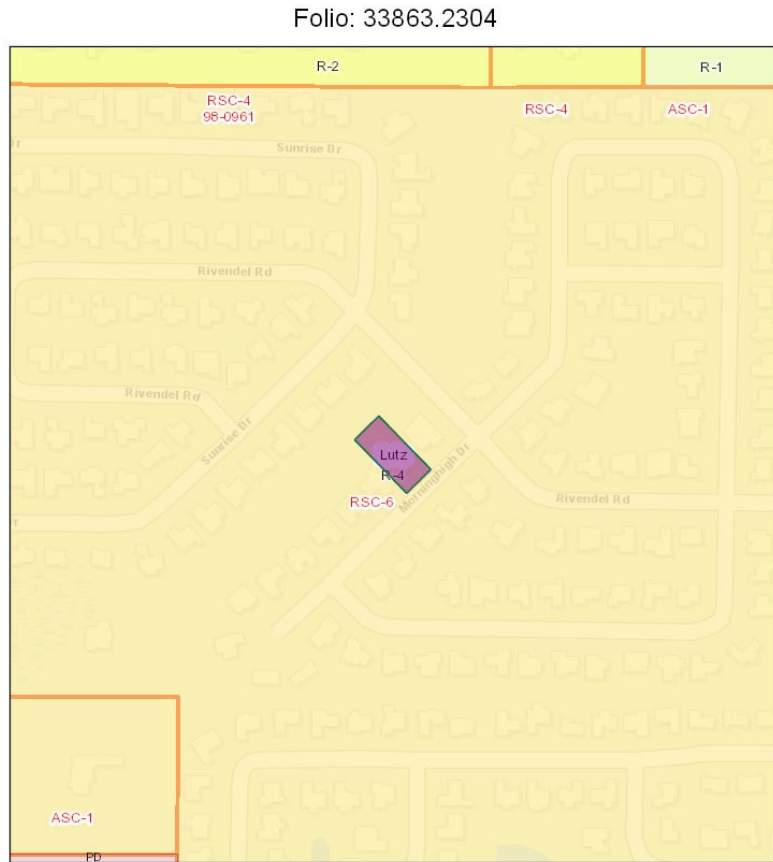 Folio: 33863.2304
R-2
R-1
RSC-4
98-0961
RSC-4
ASC-1
Sunrise Dr
Dr
Rivendel Rd
Rivendel Rd
Sunrise Dr
Lutz
R-4
RSC-6
Morninghigh Dr
Rivendel Rd
ASC-1
PD